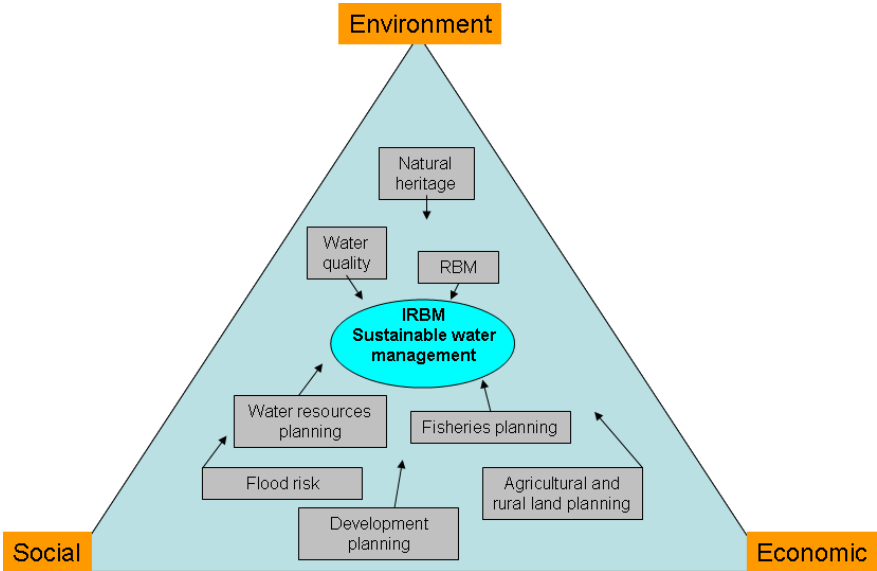 Environment
Natural
heritage
Water
quality
RBM
IRBM
Sustainable water
management
Water resources
planning
Fisheries planning
Flood risk
Agricultural and
rural land planning
Development
planning
Social
Economic